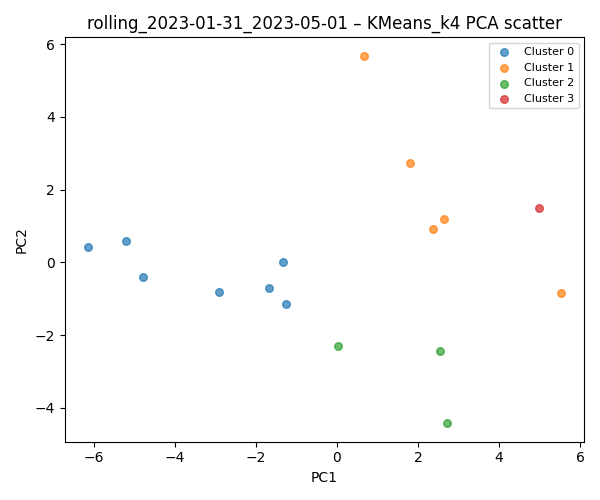 rolling_2023-01-31_2023-05-01 – KMeans_k4 PCA scatter
Cluster 0
Cluster 1
Cluster 2
Cluster 3
6
4
2
0
−2
−4
PC2
−6 −4 −2 0 2 4 6
PC1